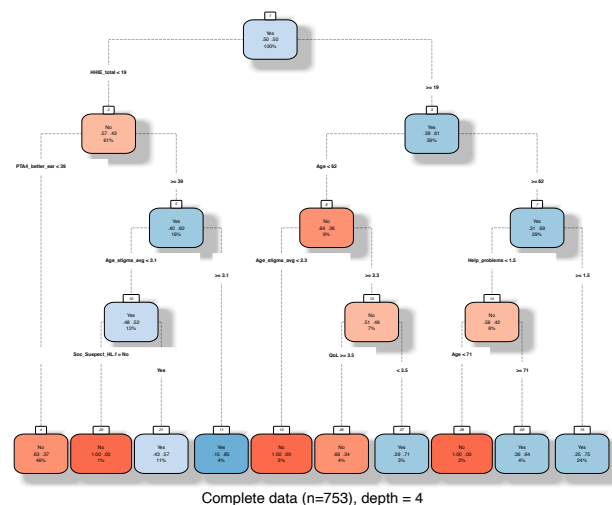 1
Yes
.50 .50
100%
HHIE_total < 19
>= 19
2
No
.57 .43
61%
3
Yes
.39 .61
39%
PTA4_better_ear < 39
>= 39
Age < 62
>= 62
5
Yes
.40 .60
16%
6
No
.64 .36
9%
7
Yes
.31 .69
29%
Age_stigma_avg < 3.1
>= 3.1
Age_stigma_avg < 2.3
>= 2.3
Help_problems < 1.5
>= 1.5
10
Yes
.48 .52
12%
13
No
.51 .49
7%
14
No
.58 .42
6%
Soc_Suspect_HL.f = No
Yes
QoL >= 3.5
< 3.5
Age < 71
>= 71
4
No
.63 .37
46%
20
No
1.00 .00
1%
21
Yes
.43 .57
11%
11
Yes
.15 .85
4%
12
No
1.00 .00
2%
26
No
.66 .34
4%
27
Yes
.29 .71
3%
28
No
1.00 .00
2%
29
Yes
.36 .64
4%
15
Yes
.25 .75
24%
Complete data (n=753), depth = 4